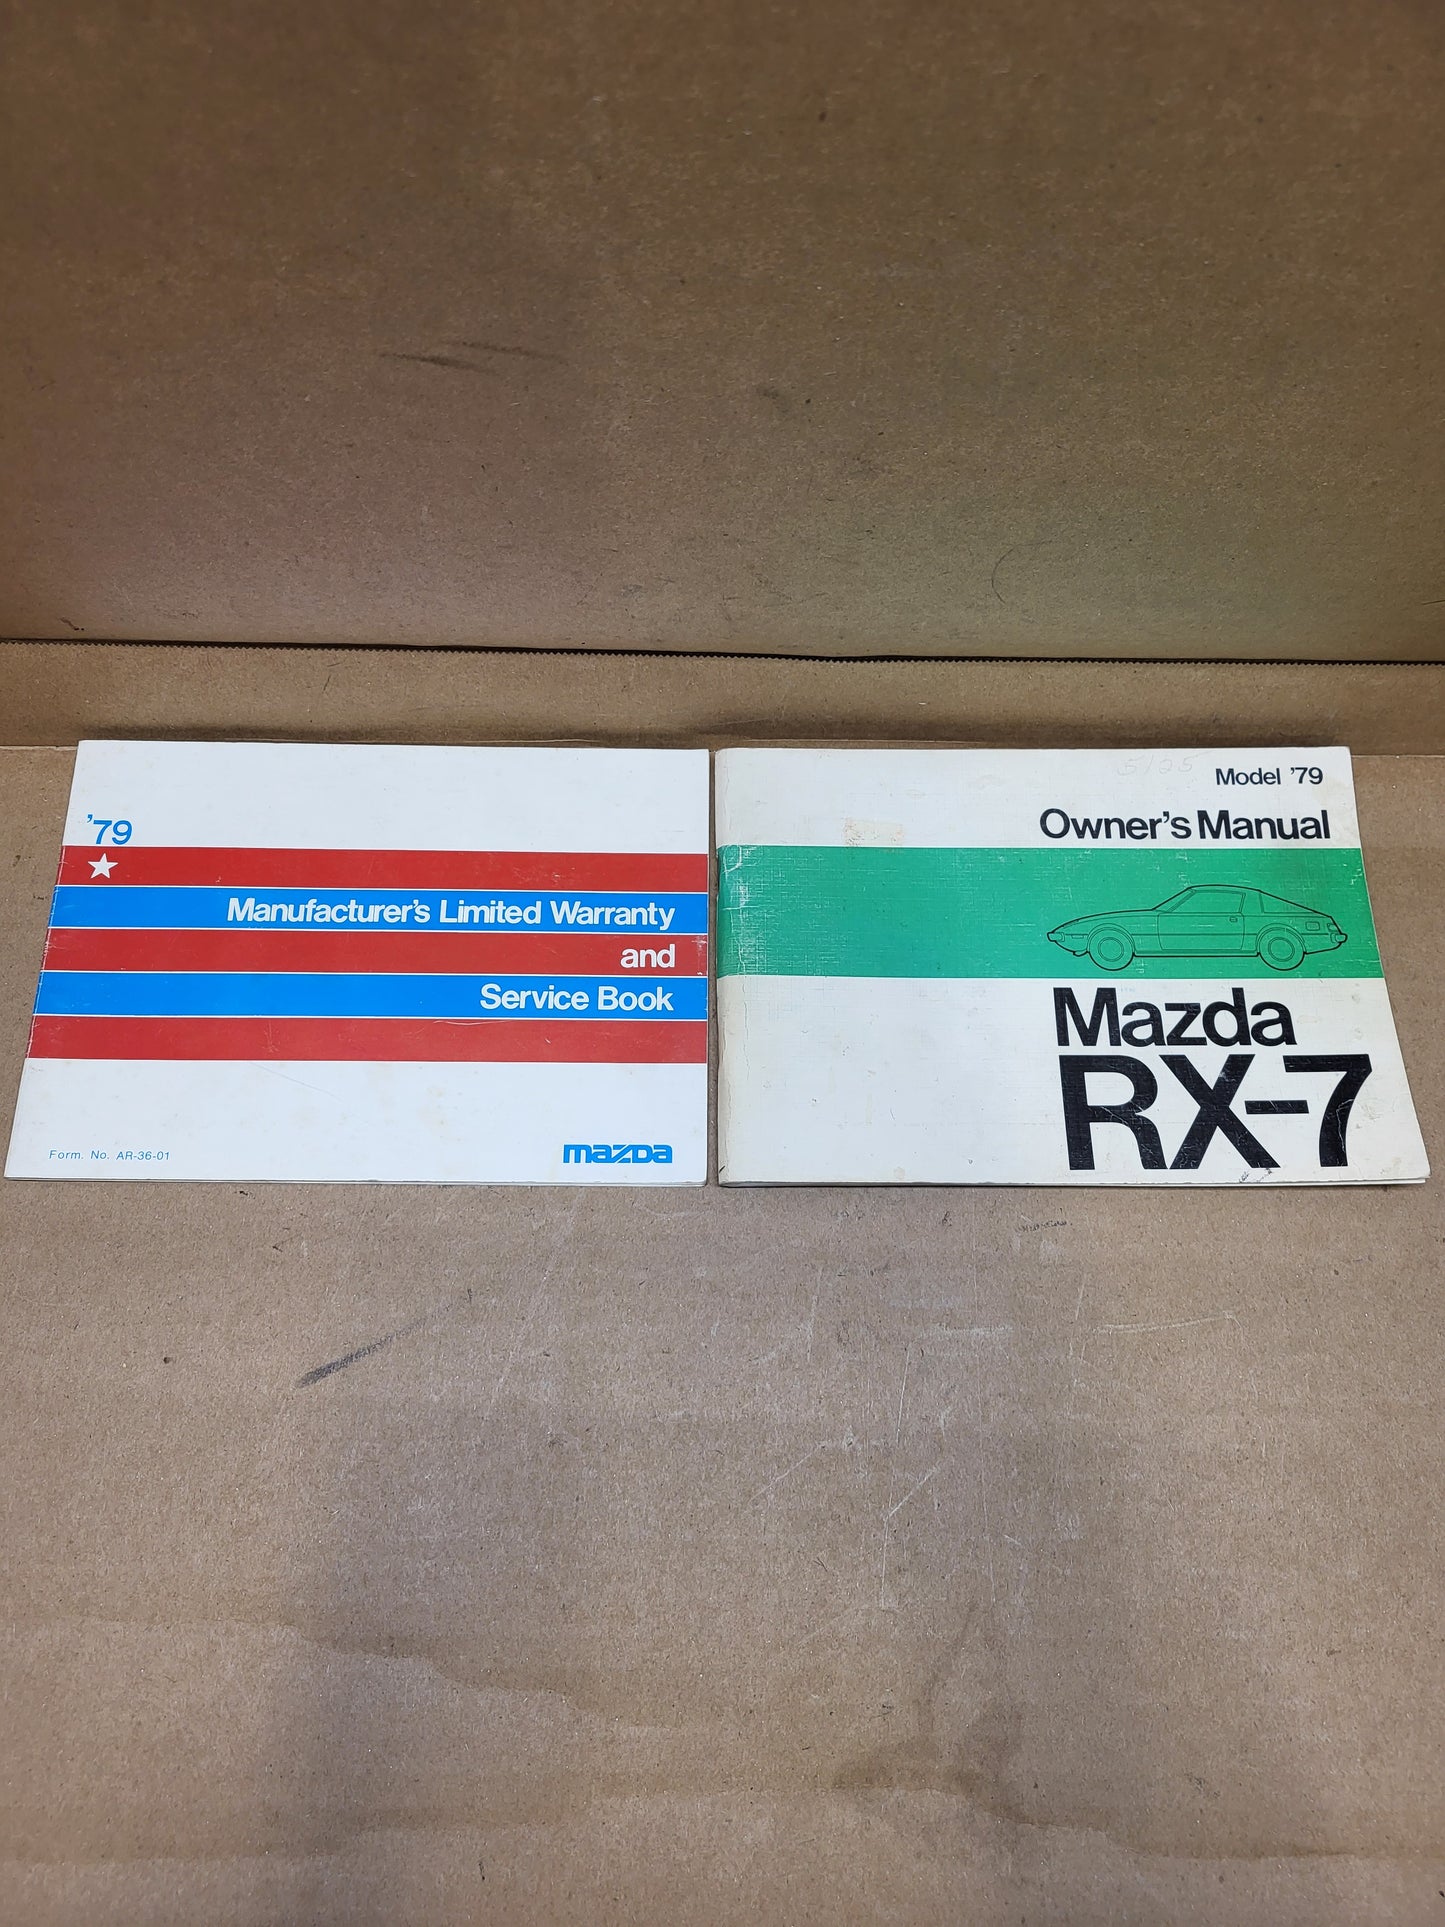 '79
Manufacturer's Limited Warranty
and
Service Book
Form. No. AR-36-01
mazda
5125
Model '79
Owner's Manual
Mazda
RX-7